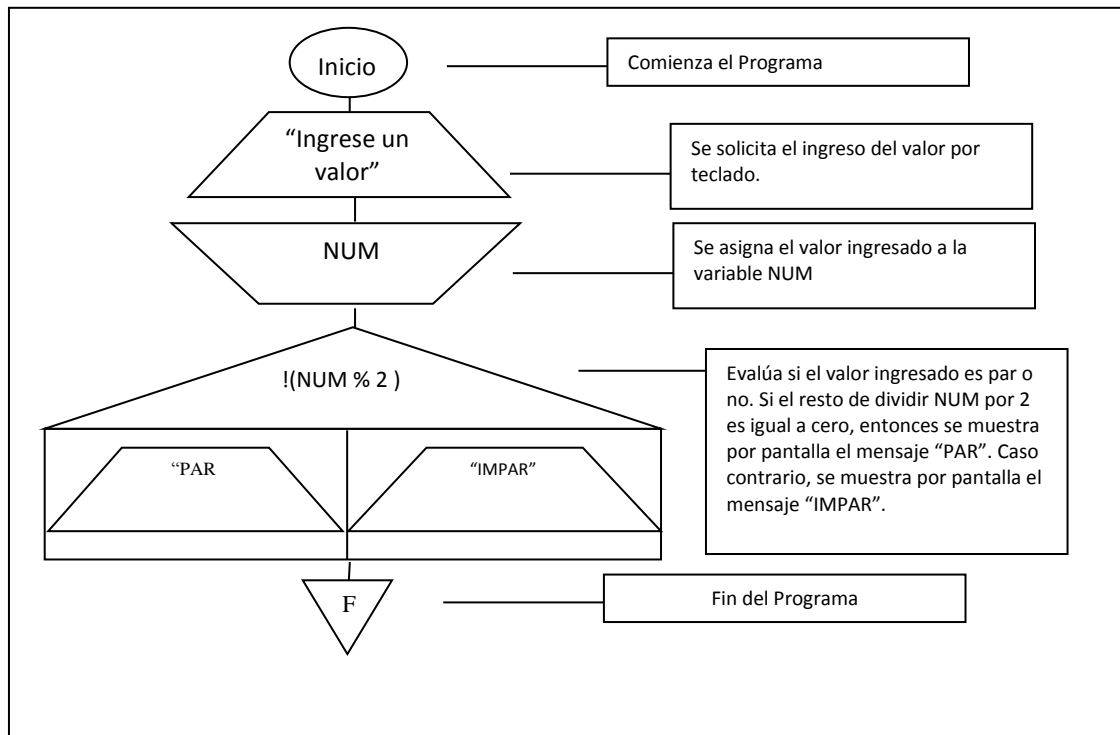 Inicio
Comienza el Programa
“Ingrese un
valor”
Se solicita el ingreso del valor por
teclado.
NUM
Se asigna el valor ingresado a la
variable NUM
!(NUM % 2 )
Evalúa si el valor ingresado es par o
no. Si el resto de dividir NUM por 2
es igual a cero, entonces se muestra
por pantalla el mensaje “PAR”. Caso
contrario, se muestra por pantalla el
mensaje “IMPAR”.
“PAR
“IMPAR”
F
Fin del Programa